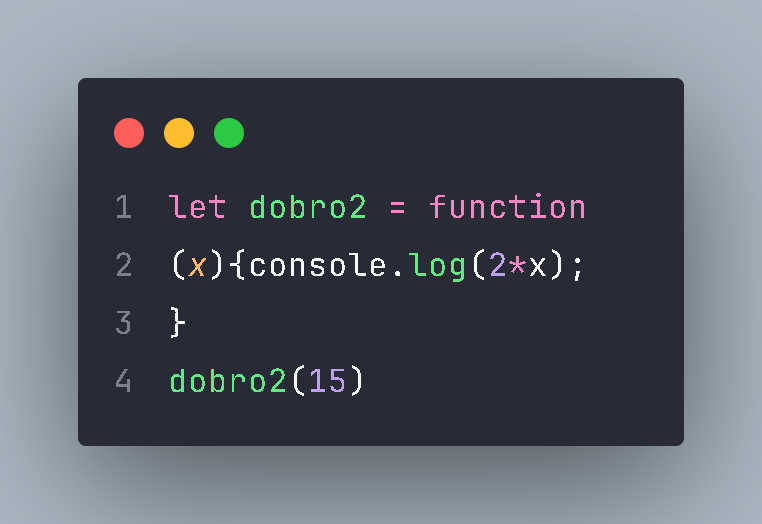 1 let dobro2 = function
2 (x){console.log(2*x);
3 }
4 dobro2(15)